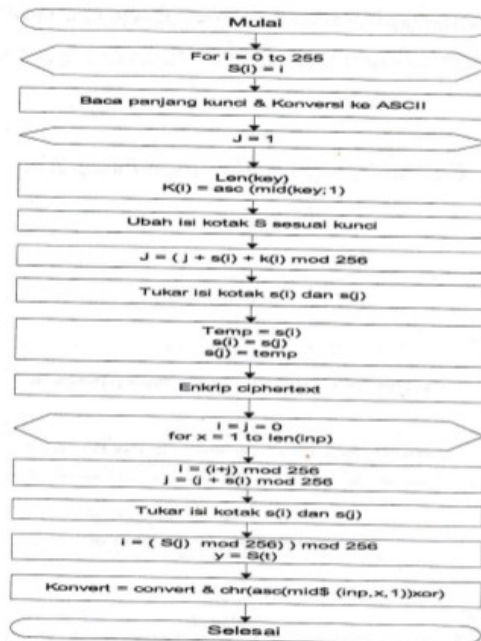 Mulai
For i = 0 to 255
S(i) = i
Baca panjang kunci & Konversi ke ASCII
J = 1
Len(key)
K(i) = asc (mid(key;1)
Ubah isi kotak S sesuai kunci
J = ( j + s(i) + k(i) mod 256
Tukar isi kotak s(i) dan s(j)
Temp = s(i)
s(i) = s(j)
s(j) = temp
Enkrip ciphertext
i = j = 0
for x = 1 to len(inp)
i = (i+j) mod 256
j = (j + s(i) mod 256
Tukar isi kotak s(i) dan s(j)
i = ( S(j) mod 256) ) mod 256
y = S(t)
Konvert = convert & chr(asc(mid$ (inp,x,1))xor)
Selesai